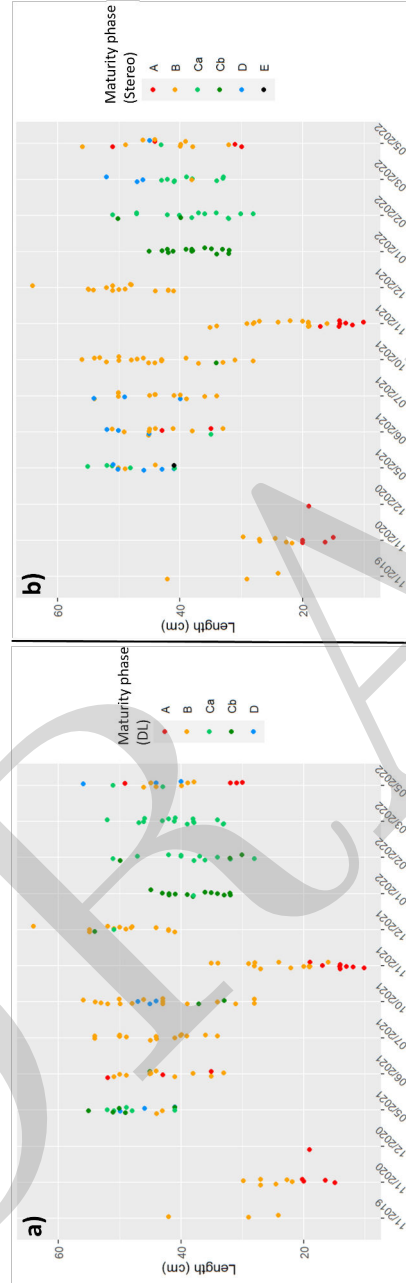 a)
Length (cm)
60
40
20
11/2019
11/2020
12/2020
05/2021
06/2021
07/2021
10/2021
11/2021
12/2021
01/2022
02/2022
03/2022
05/2022
Maturity phase
(DL)
A
B
Ca
Cb
D
b)
Length (cm)
60
40
20
11/2019
11/2020
12/2020
05/2021
06/2021
07/2021
10/2021
11/2021
12/2021
01/2022
02/2022
03/2022
05/2022
Maturity phase
(Stereo)
A
B
Ca
Cb
D
E